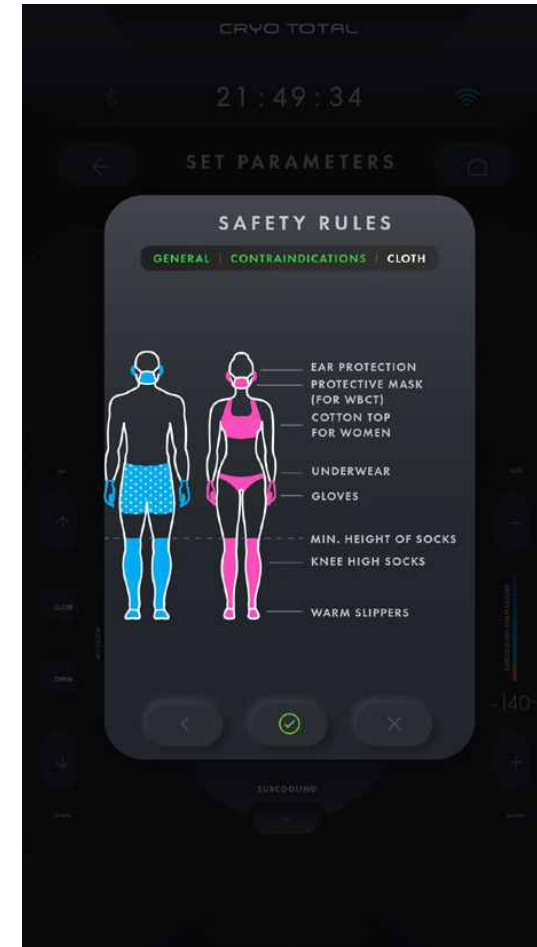 CRYO TOTAL
21:49:34
SET PARAMETERS
SAFETY RULES
GENERAL | CONTRAINDICATIONS | CLOTH
EAR PROTECTION
PROTECTIVE MASK
(FOR WBCT)
COTTON TOP
FOR WOMEN
UNDERWEAR
GLOVES
MIN. HEIGHT OF SOCKS
KNEE HIGH SOCKS
WARM SLIPPERS
-140
SUBCOOLING